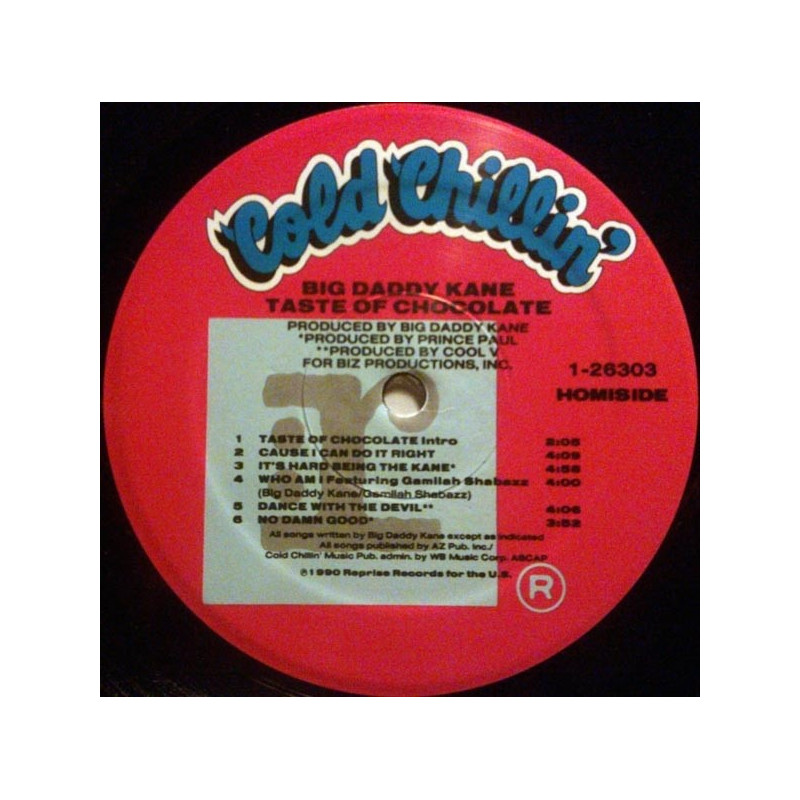 'Cold Chillin'
BIG DADDY KANE
TASTE OF CHOCOLATE
PRODUCED BY BIG DADDY KANE
*PRODUCED BY PRINCE PAUL
**PRODUCED BY COOL V
FOR BIZ PRODUCTIONS, INC.
1-26303
HOMISIDE
r
1 TASTE OF CHOCOLATE Intro 2:05
2 CAUSE I CAN DO IT RIGHT 4:09
3 IT'S HARD BEING THE KANE* 4:58
4 WHO AM I Featuring Gamilah Shabazz 4:00
(Big Daddy Kane/Gamilah Shabazz)
5 DANCE WITH THE DEVIL** 4:06
6 NO DAMN GOOD* 3:52
All songs written by Big Daddy Kane except as indicated
All songs published by AZ Pub. Inc./
Cold Chillin' Music Pub. admin. by WB Music Corp. ASCAP
℗1990 Reprise Records for the U.S.
R